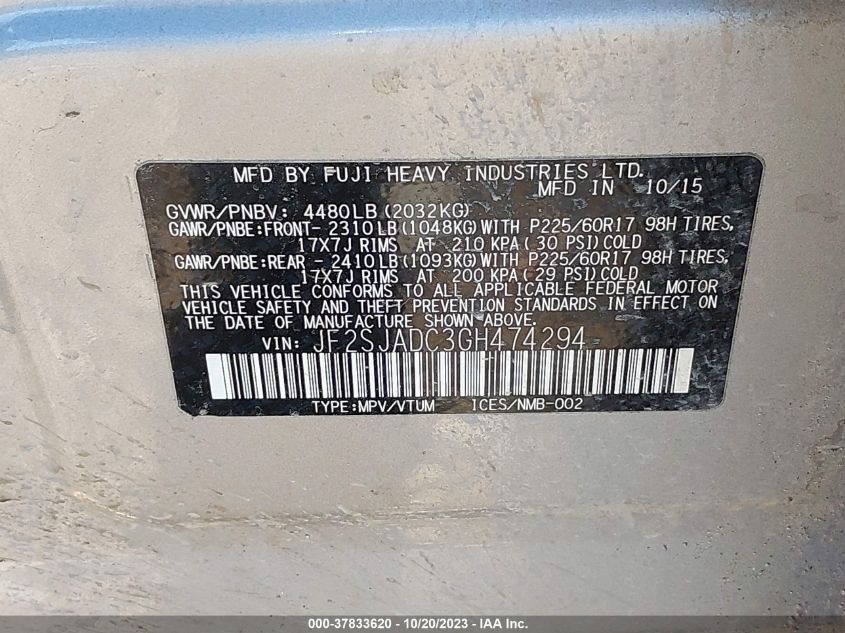 MFD BY FUJI HEAVY INDUSTRIES LTD.
MFD IN 10/15
GVWR/PNBV: 4480LB(2032KG)
GAWR/PNBE:FRONT- 2310LB(1048KG)WITH P225/60R17 98H TIRES,
17X7J RIMS AT 210 KPA( 30 PSI)COLD
GAWR/PNBE:REAR - 2410LB(1093KG)WITH P225/60R17 98H TIRES,
17X7J RIMS AT 200 KPA( 29 PSI)COLD
THIS VEHICLE CONFORMS TO ALL APPLICABLE FEDERAL MOTOR
VEHICLE SAFETY AND THEFT PREVENTION STANDARDS IN EFFECT ON
THE DATE OF MANUFACTURE SHOWN ABOVE.
VIN: JF2SJADC3GH474294
TYPE:MPV/VTUM ICES/NMB-002
000-37833620 - 10/20/2023 - IAA Inc.